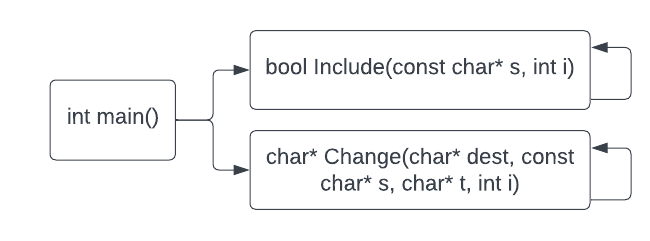 int main()
bool Include(const char* s, int i)
char* Change(char* dest, const
char* s, char* t, int i)